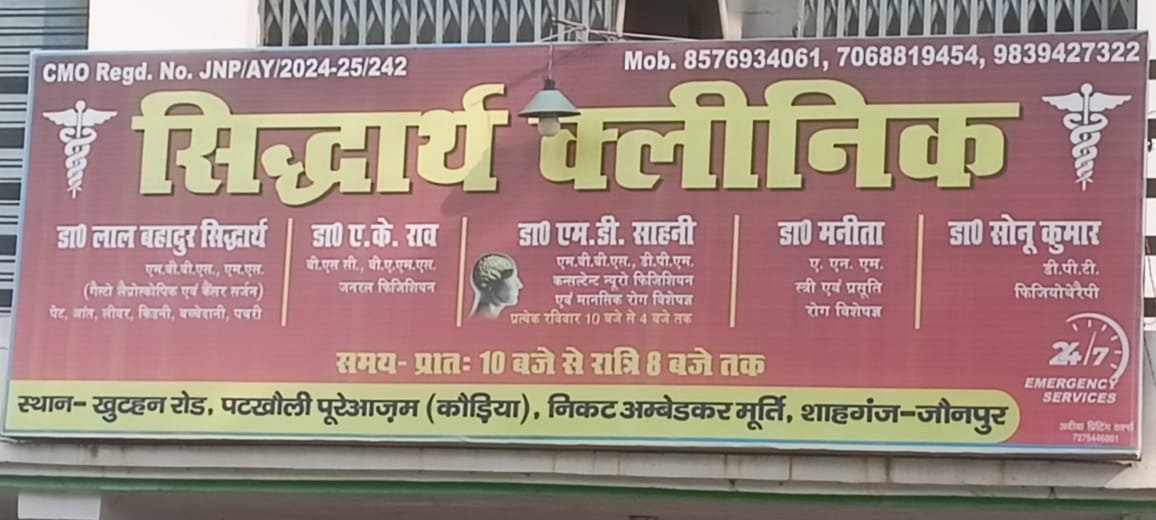 CMO Regd. No. JNP/AY/2024-25/242
Mob. 8576934061, 7068819454, 9839427322
सिद्धार्थ क्लीनिक
डा0 लाल बहादुर सिद्धार्थ
एम.बी.बी.एस., एम.एस.
(गैस्ट्रो लैप्रोस्कोपिक एवं कैंसर सर्जन)
पेट, आंत, लीवर, किडनी, बच्चेदानी, पथरी
डा0 ए.के. राव
बी.एस सी., बी.ए.एम.एस.
जनरल फिजिशियन
डा0 एम.डी. साहनी
एम.बी.बी.एस., डी.पी.एम.
कन्सल्टेन्ट न्यूरो फिजिशियन
एवं मानसिक रोग विशेषज्ञ
प्रत्येक रविवार 10 बजे से 4 बजे तक
डा0 मनीता
ए. एन. एम.
स्त्री एवं प्रसूति
रोग विशेषज्ञ
डा0 सोनू कुमार
डी.पी.टी.
फिजियोथेरैपी
समय- प्रातः 10 बजे से रात्रि 8 बजे तक
24/7
EMERGENCY
SERVICES
स्थान- खुटहन रोड, पटखौली पूरेआज़म (कौड़िया), निकट अम्बेडकर मूर्ति, शाहगंज-जौनपुर
प्रिंटिंग वर्क्स
7275446801